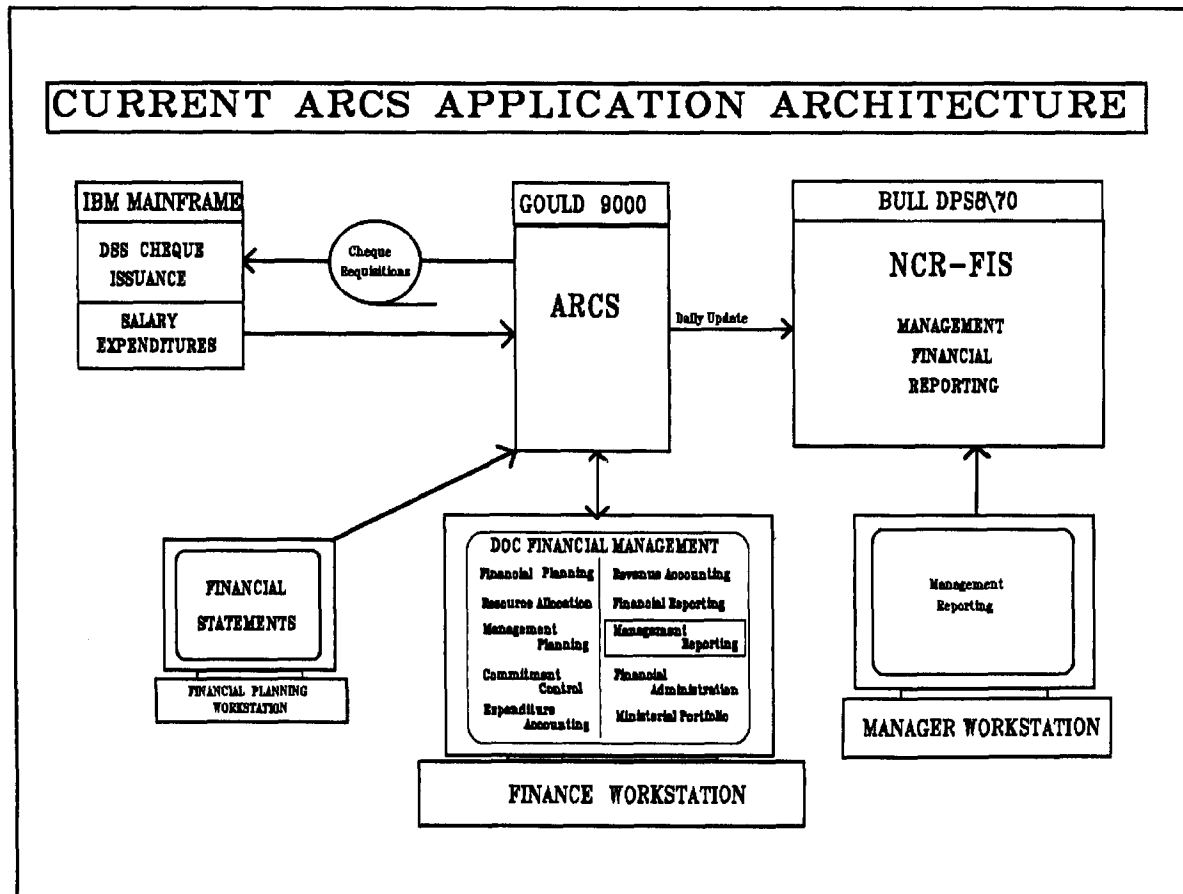 CURRENT ARCS APPLICATION ARCHITECTURE
IBM MAINFRAME
DSS CHEQUE
ISSUANCE
SALARY
EXPENDITURES
Cheque
Requisitions
GOULD 9000
ARCS
Daily Update
BULL DPS8\70
NCR-FIS
MANAGEMENT
FINANCIAL
REPORTING
FINANCIAL
STATEMENTS
FINANCIAL PLANNING
WORKSTATION
DOC FINANCIAL MANAGEMENT
Financial Planning
Resource Allocation
Management
Planning
Commitment
Control
Expenditure
Accounting
Revenue Accounting
Financial Reporting
Management
Reporting
Financial
Administration
Ministerial Portfolio
FINANCE WORKSTATION
Management
Reporting
MANAGER WORKSTATION